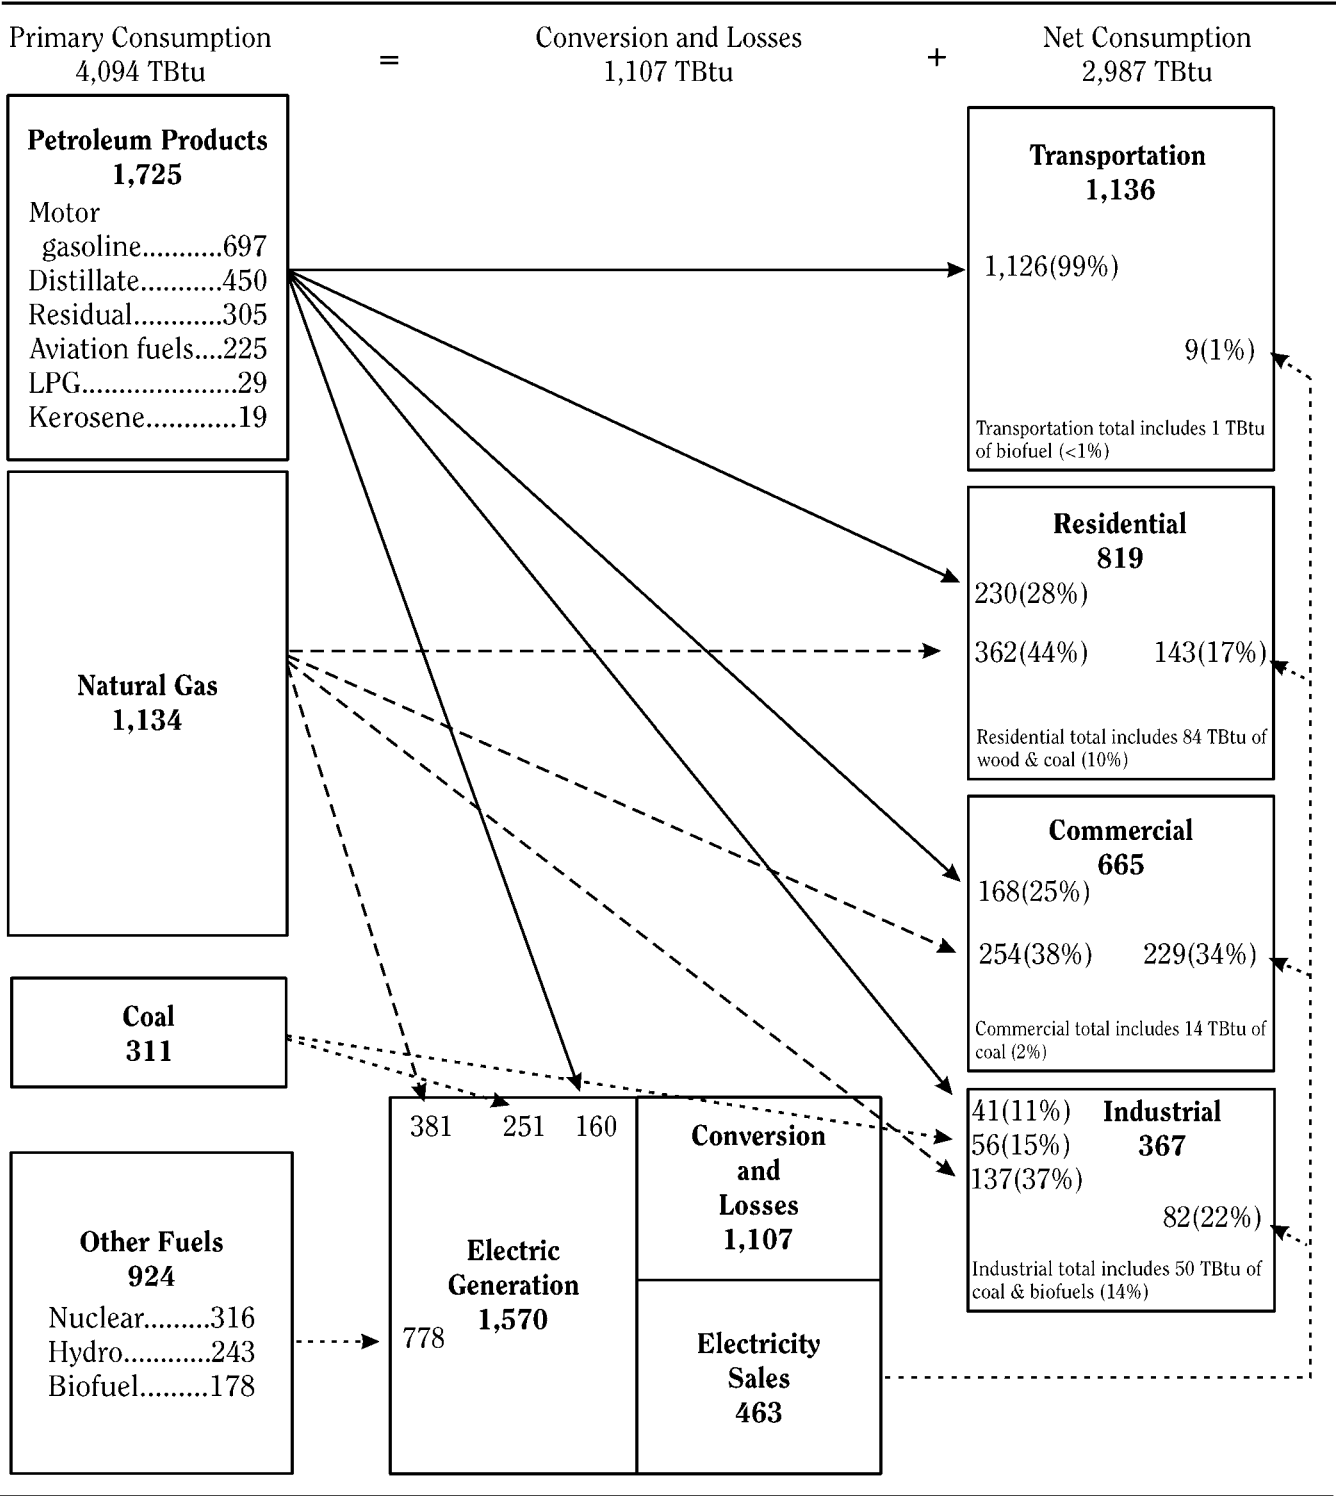 Primary Consumption
4,094 TBtu
=
Conversion and Losses
1,107 TBtu
+
Net Consumption
2,987 TBtu
Petroleum Products
1,725
Motor
gasoline...........697
Distillate..........450
Residual............305
Aviation fuels....225
LPG.....................29
Kerosene............19
Natural Gas
1,134
Coal
311
Other Fuels
924
Nuclear.........316
Hydro............243
Biofuel.........178
381
251
160
778
Electric
Generation
1,570
Conversion
and
Losses
1,107
Electricity
Sales
463
Transportation
1,136
1,126(99%)
9(1%)
Transportation total includes 1 TBtu
of biofuel (<1%)
Residential
819
230(28%)
362(44%) 143(17%)
Residential total includes 84 TBtu of
wood & coal (10%)
Commercial
665
168(25%)
254(38%) 229(34%)
Commercial total includes 14 TBtu of
coal (2%)
41(11%) Industrial
56(15%) 367
137(37%)
82(22%)
Industrial total includes 50 TBtu of
coal & biofuels (14%)